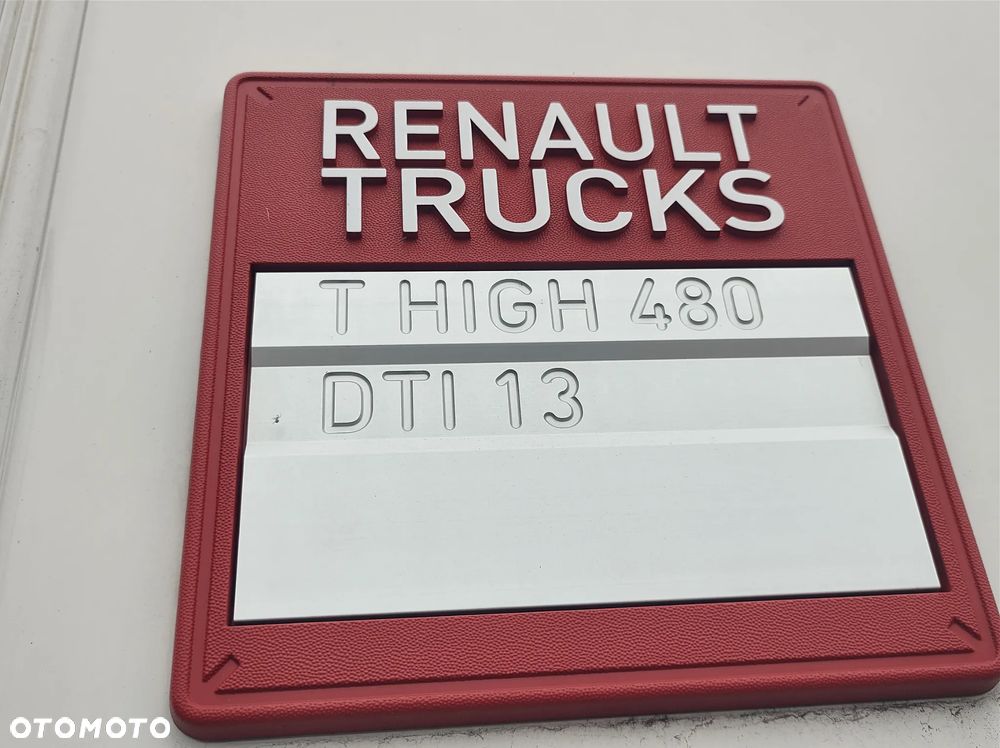 RENAULT
TRUCKS
T HIGH 480
DTI 13
OTOMOTO